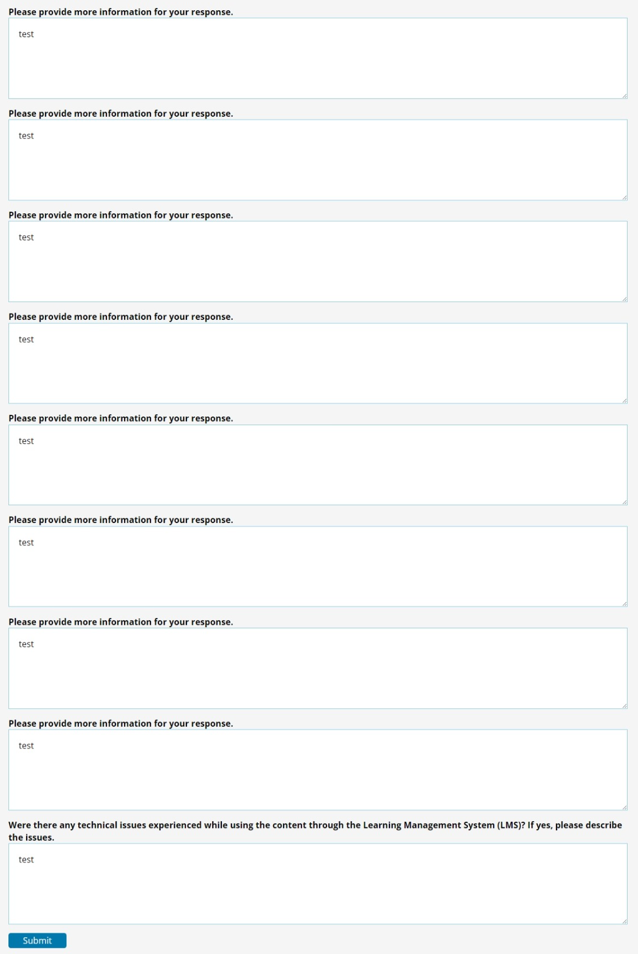 Please provide more information for your response.
test
Please provide more information for your response.
test
Please provide more information for your response.
test
Please provide more information for your response.
test
Please provide more information for your response.
test
Please provide more information for your response.
test
Please provide more information for your response.
test
Please provide more information for your response.
test
Were there any technical issues experienced while using the content through the Learning Management System (LMS)? If yes, please describe
the issues.
test
Submit